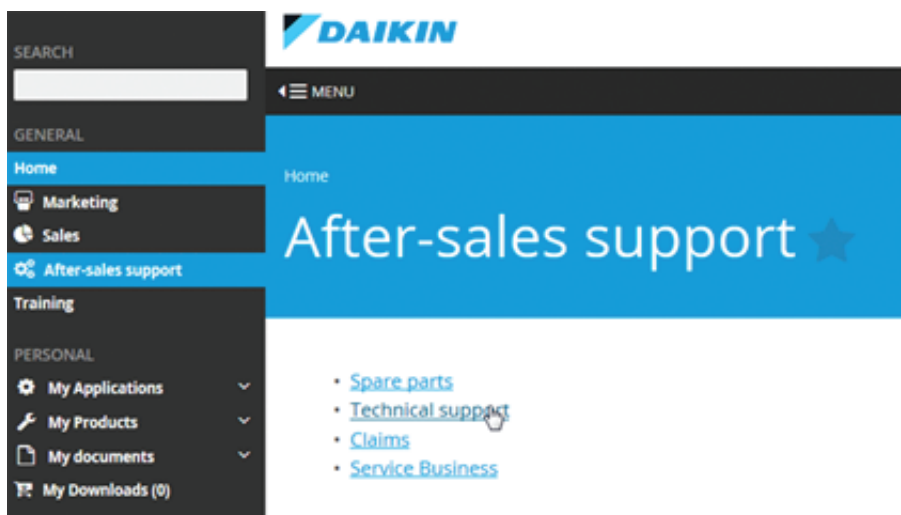 SEARCH
GENERAL
Home
Marketing
Sales
After-sales support
Training
PERSONAL
My Applications
My Products
My documents
My Downloads (0)
DAIKIN
MENU
Home
After-sales support
Spare parts
Technical support
Claims
Service Business